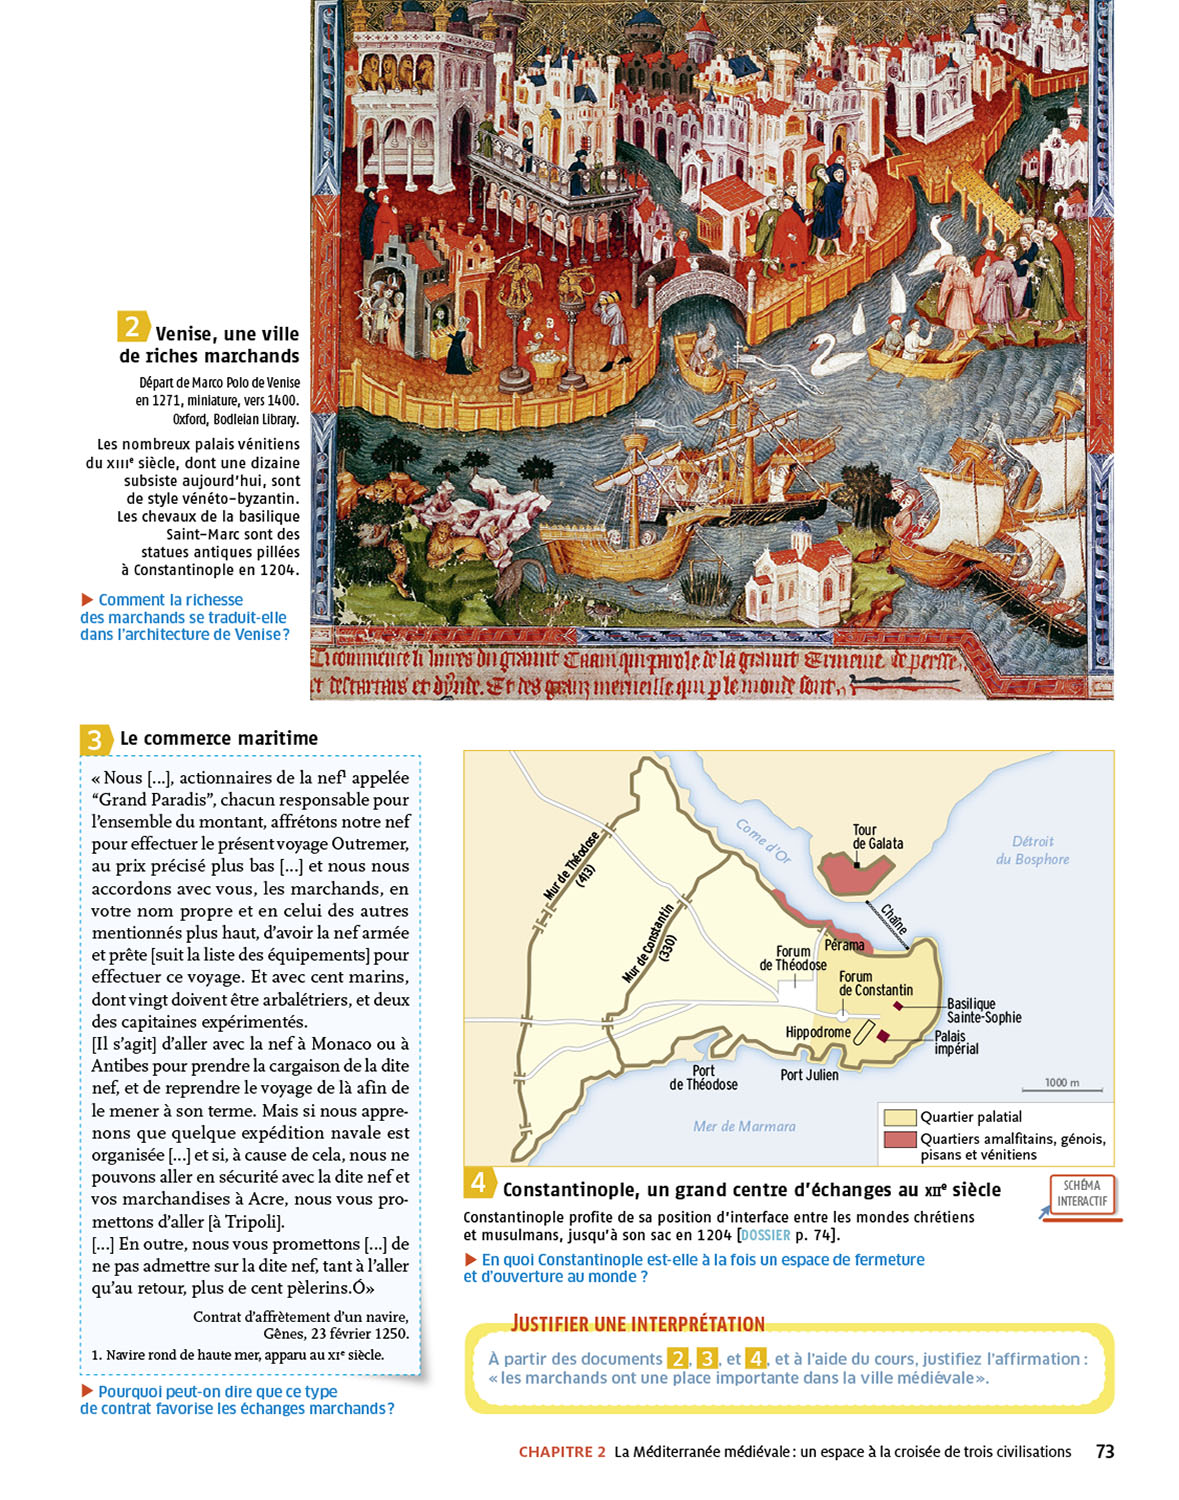 2 Venise, une ville
de riches marchands
Départ de Marco Polo de Venise
en 1271, miniature, vers 1400.
Oxford, Bodleian Library.
Les nombreux palais vénitiens
du XIIIe siècle, dont une dizaine
subsiste aujourd'hui, sont
de style vénéto-byzantin.
Les chevaux de la basilique
Saint-Marc sont des
statues antiques pillées
à Constantinople en 1204.
▶ Comment la richesse
des marchands se traduit-elle
dans l'architecture de Venise ?
3 Le commerce maritime
« Nous [...], actionnaires de la nef1 appelée
“Grand Paradis”, chacun responsable pour
l'ensemble du montant, affrétons notre nef
pour effectuer le présent voyage Outremer,
au prix précisé plus bas [...] et nous nous
accordons avec vous, les marchands, en
votre nom propre et en celui des autres
mentionnés plus haut, d'avoir la nef armée
et prête [suit la liste des équipements] pour
effectuer ce voyage. Et avec cent marins,
dont vingt doivent être arbalétriers, et deux
des capitaines expérimentés.
[Il s'agit] d'aller avec la nef à Monaco ou à
Antibes pour prendre la cargaison de la dite
nef, et de reprendre le voyage de là afin de
le mener à son terme. Mais si nous appre-
nons que quelque expédition navale est
organisée [...] et si, à cause de cela, nous ne
pouvons aller en sécurité avec la dite nef et
vos marchandises à Acre, nous vous pro-
mettons d'aller [à Tripoli].
[...] En outre, nous vous promettons [...] de
ne pas admettre sur la dite nef, tant à l'aller
qu'au retour, plus de cent pèlerins.Ó»
Contrat d'affrètement d'un navire,
Gênes, 23 février 1250.
1. Navire rond de haute mer, apparu au XIe siècle.
▶ Pourquoi peut-on dire que ce type
de contrat favorise les échanges marchands ?
Mur de Théodose
(413)
Mur de Constantin
(330)
Corne d'Or
Tour
de Galata
Détroit
du Bosphore
Chaîne
Pérama
Forum
de Théodose
Forum
de Constantin
Basilique
Sainte-Sophie
Hippodrome
Palais
impérial
Port
de Théodose
Port Julien
1000 m
Mer de Marmara
Quartier palatial
Quartiers amalfitains, génois,
pisans et vénitiens
4 Constantinople, un grand centre d'échanges au XIIe siècle
SCHÉMA
INTERACTIF
Constantinople profite de sa position d'interface entre les mondes chrétiens
et musulmans, jusqu'à son sac en 1204 [DOSSIER p. 74].
▶ En quoi Constantinople est-elle à la fois un espace de fermeture
et d'ouverture au monde ?
JUSTIFIER UNE INTERPRÉTATION
À partir des documents 2, 3, et 4, et à l'aide du cours, justifiez l'affirmation :
« les marchands ont une place importante dans la ville médiévale ».
CHAPITRE 2 La Méditerranée médiévale : un espace à la croisée de trois civilisations 73